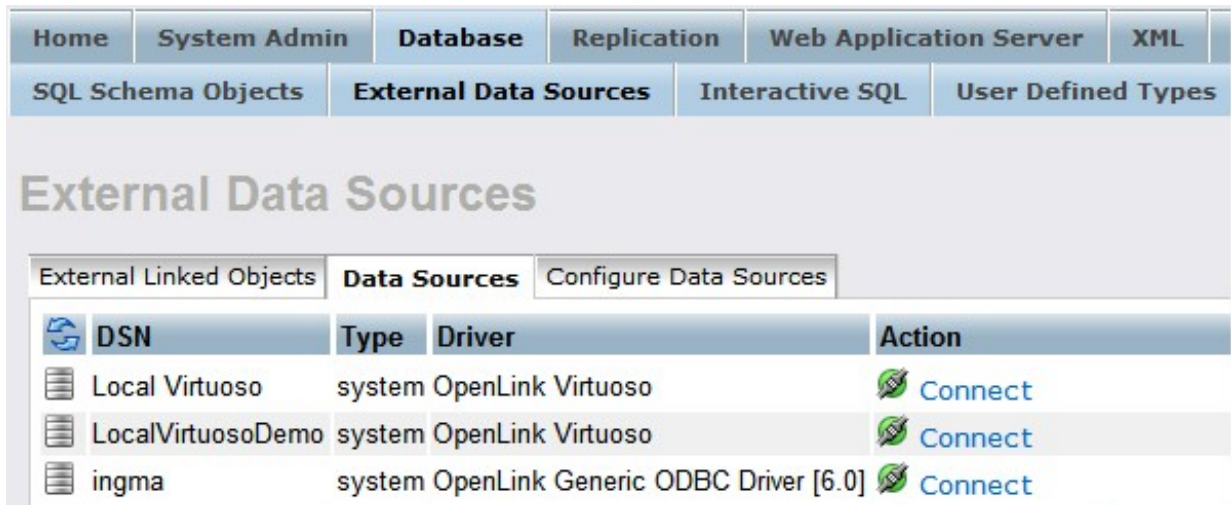 Home System Admin Database Replication Web Application Server XML
SQL Schema Objects External Data Sources Interactive SQL User Defined Types
External Data Sources
External Linked Objects Data Sources Configure Data Sources
DSN Type Driver Action
Local Virtuoso system OpenLink Virtuoso Connect
LocalVirtuosoDemo system OpenLink Virtuoso Connect
ingma system OpenLink Generic ODBC Driver [6.0] Connect